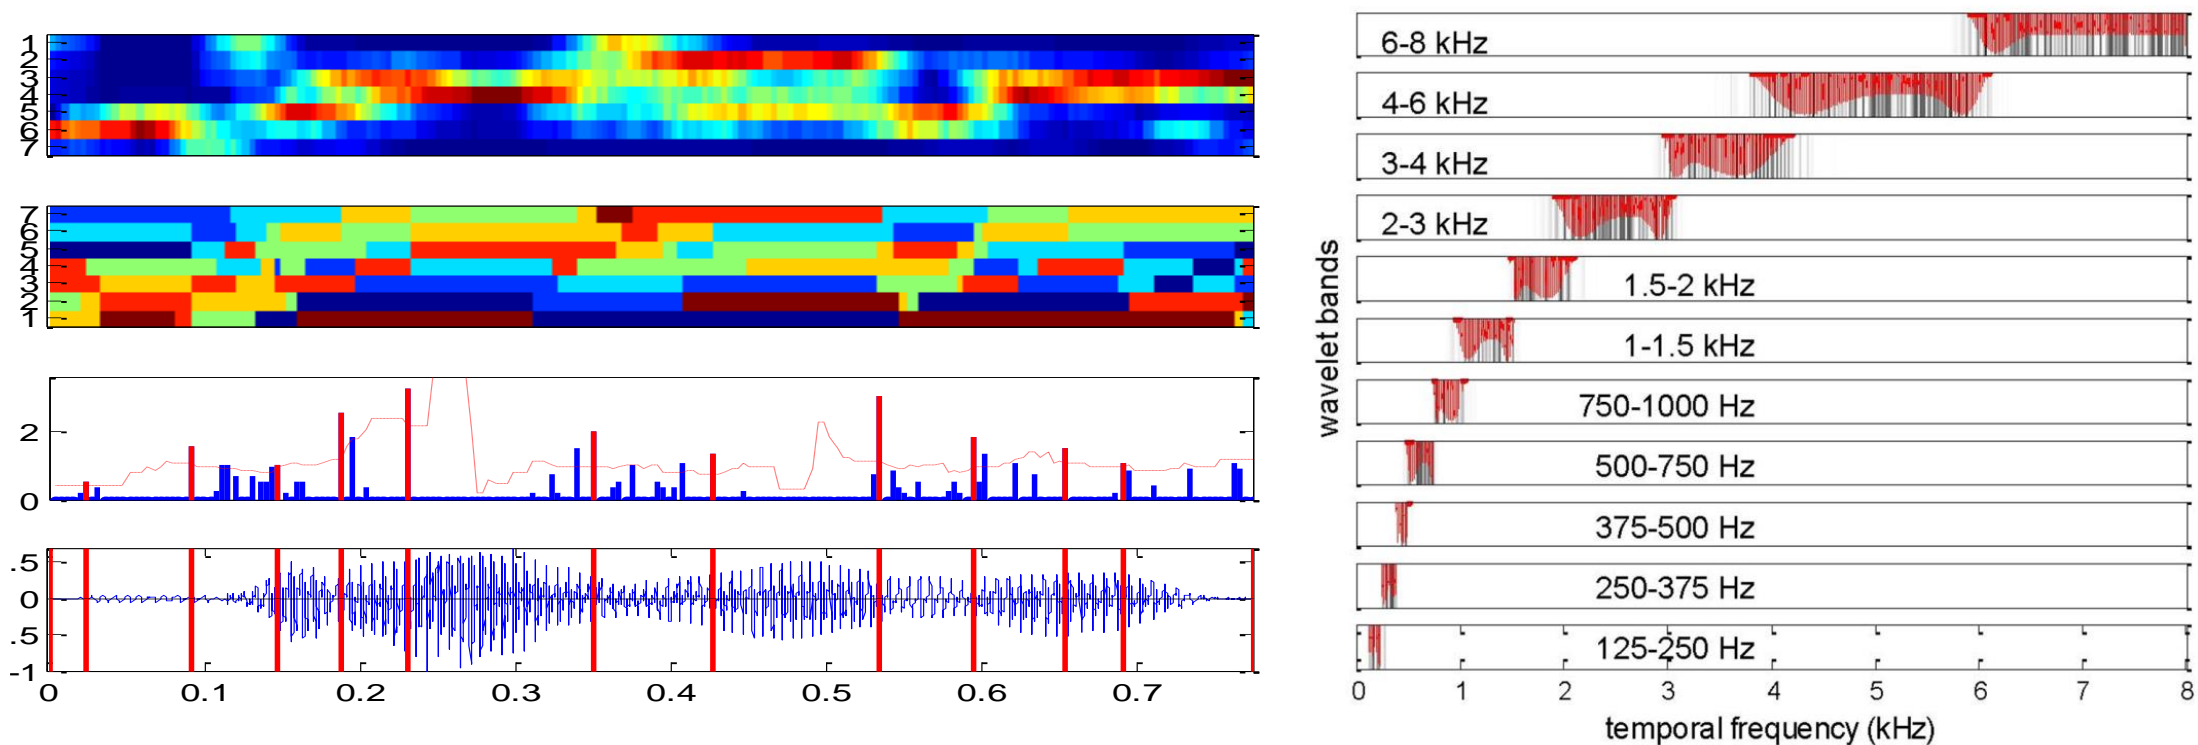 1
2
3
4
5
6
7
7
6
5
4
3
2
1
2
0
.5
0
.5
-1
0 0.1 0.2 0.3 0.4 0.5 0.6 0.7
wavelet bands
6-8 kHz
4-6 kHz
3-4 kHz
2-3 kHz
1.5-2 kHz
1-1.5 kHz
750-1000 Hz
500-750 Hz
375-500 Hz
250-375 Hz
125-250 Hz
0 1 2 3 4 5 6 7 8
temporal frequency (kHz)